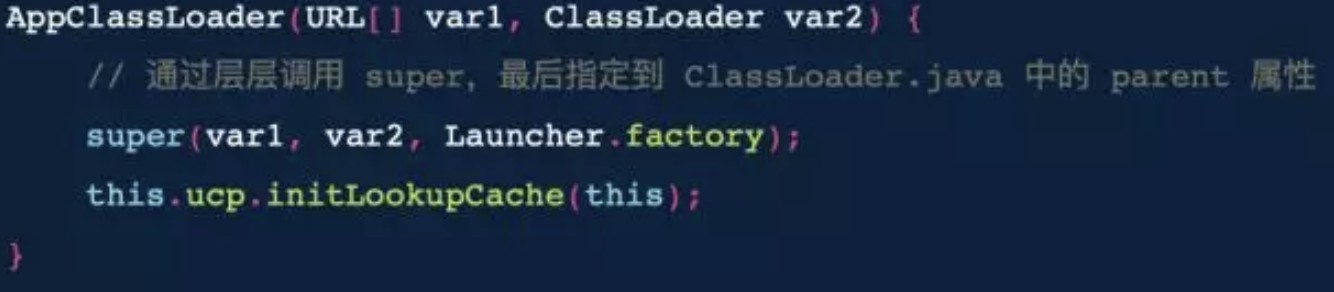 AppClassLoader(URL[] var1, ClassLoader var2) {
// 通过层层调用 super, 最后指定到 ClassLoader.java 中的 parent 属性
super(var1, var2, Launcher.factory);
this.ucp.initLookupCache(this);
}